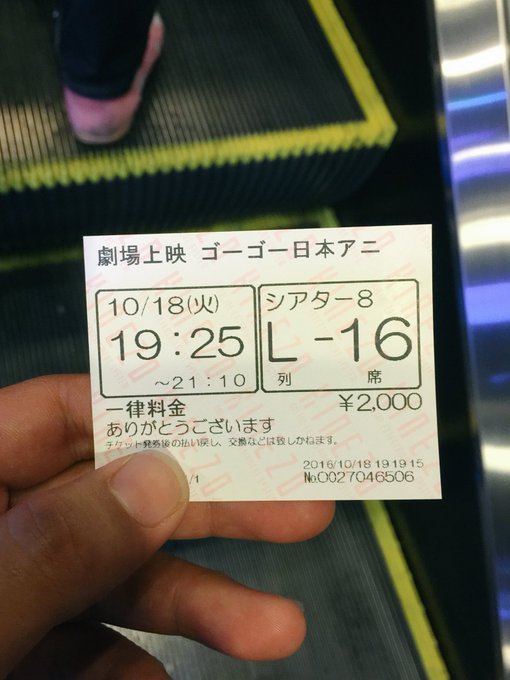 劇場上映 ゴーゴー日本アニ
10/18(火)
19:25
～21:10
シアター8
L-16
列 席
一律料金 ¥2,000
ありがとうございます
チケット発券後の払い戻し、交換などは致しかねます。
2016/10/18 19:19:15
/1 №0027046506